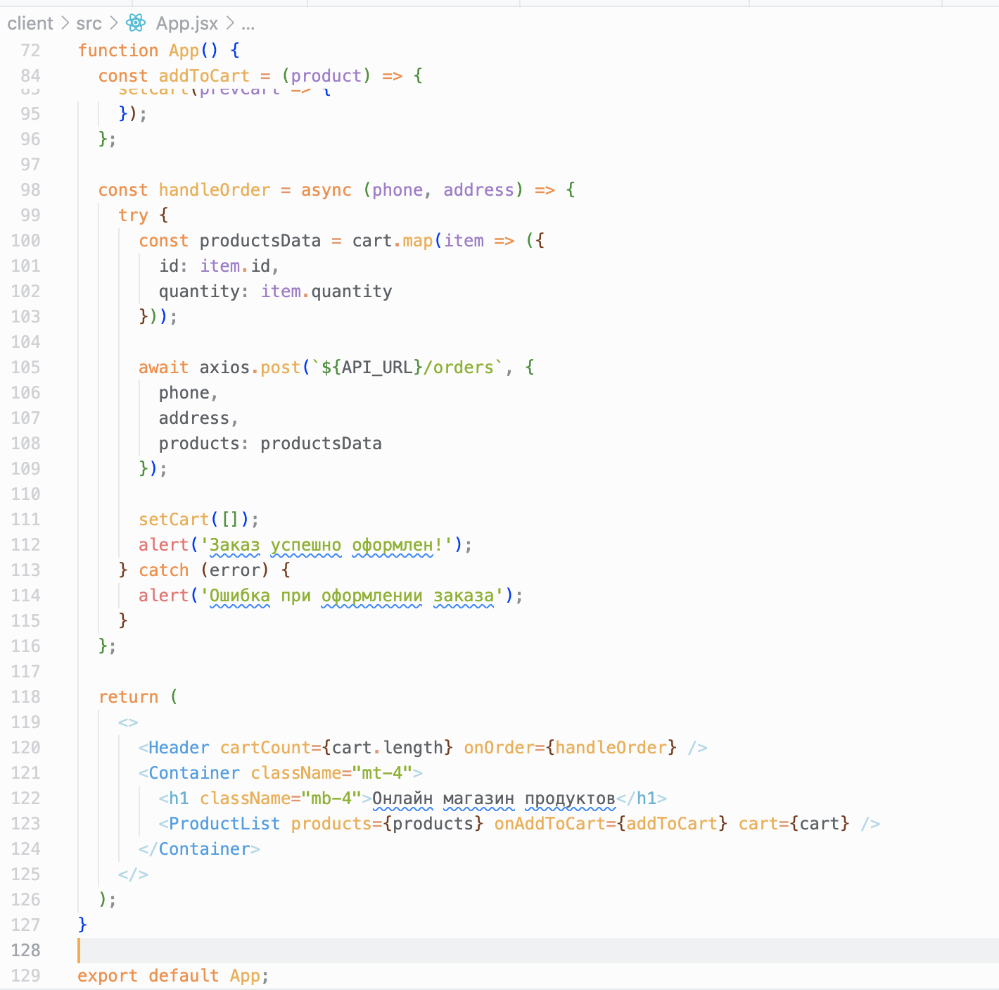 client > src > App.jsx > ...
72 function App() {
84 const addToCart = (product) => {
85 setCart(prevCart => {
95 });
96 };
97
98 const handleOrder = async (phone, address) => {
99 try {
100 const productsData = cart.map(item => ({
101 id: item.id,
102 quantity: item.quantity
103 }));
104
105 await axios.post(`${API_URL}/orders`, {
106 phone,
107 address,
108 products: productsData
109 });
110
111 setCart([]);
112 alert('Заказ успешно оформлен!');
113 } catch (error) {
114 alert('Ошибка при оформлении заказа');
115 }
116 };
117
118 return (
119 <>
120 <Header cartCount={cart.length} onOrder={handleOrder} />
121 <Container className="mt-4">
122 <h1 className="mb-4">Онлайн магазин продуктов</h1>
123 <ProductList products={products} onAddToCart={addToCart} cart={cart} />
124 </Container>
125 </>
126 );
127 }
128
129 export default App;